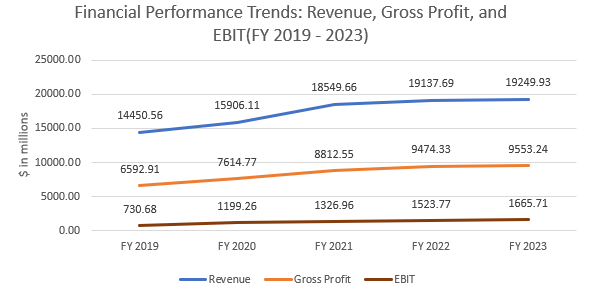 Financial Performance Trends: Revenue, Gross Profit, and
EBIT(FY 2019 - 2023)
$ in millions
25000.00
20000.00
15000.00
10000.00
5000.00
0.00
14450.56
15906.11
18549.66
19137.69
19249.93
6592.91
7614.77
8812.55
9474.33
9553.24
730.68
1199.26
1326.96
1523.77
1665.71
FY 2019
FY 2020
FY 2021
FY 2022
FY 2023
Revenue
Gross Profit
EBIT